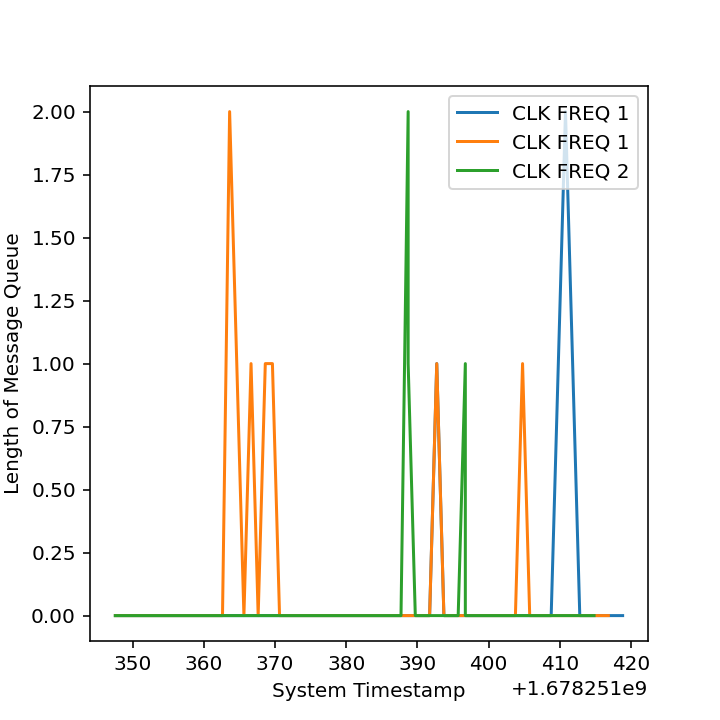 CLK FREQ 1
CLK FREQ 1
CLK FREQ 2
2.00
1.75
1.50
1.25
1.00
0.75
0.50
0.25
0.00
Length of Message Queue
350 360 370 380 390 400 410 420
System Timestamp
+1.678251e9